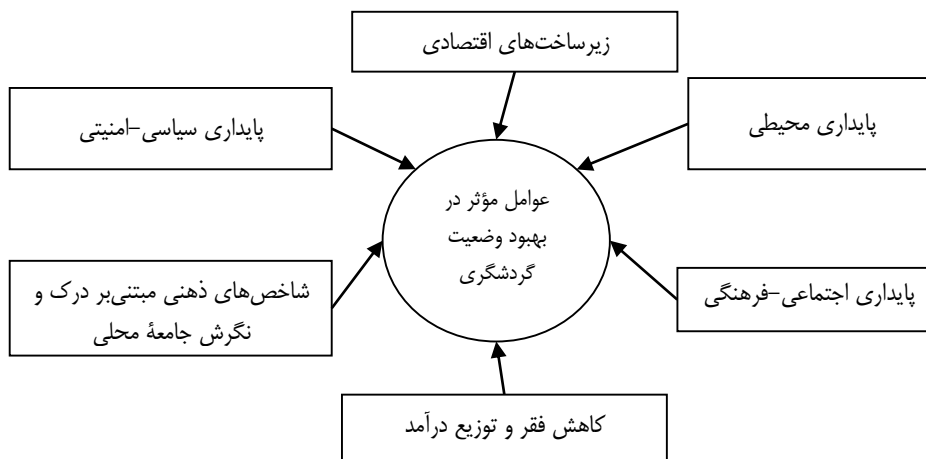 زیرساخت‌های اقتصادی
پایداری محیطی
پایداری سیاسی–امنیتی
عوامل مؤثر در
بهبود وضعیت
گردشگری
پایداری اجتماعی–فرهنگی
شاخص‌های ذهنی مبتنی‌بر درک و
نگرش جامعهٔ محلی
کاهش فقر و توزیع درآمد